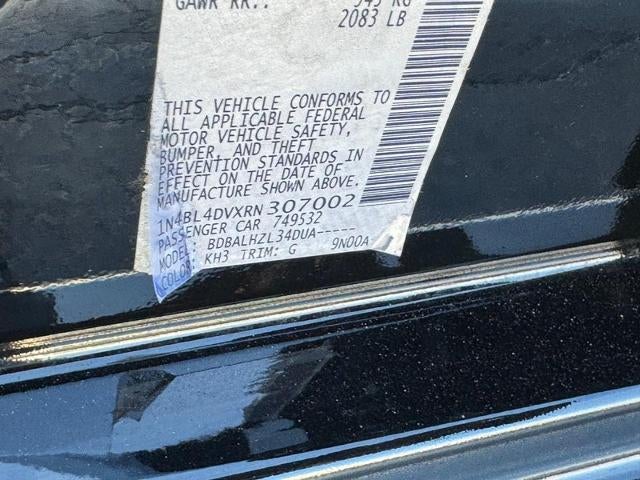 GAWR RR.: 945 KG
2083 LB
THIS VEHICLE CONFORMS TO
ALL APPLICABLE FEDERAL
MOTOR VEHICLE SAFETY,
BUMPER, AND THEFT
PREVENTION STANDARDS IN
EFFECT ON THE DATE OF
MANUFACTURE SHOWN ABOVE.
1N4BL4DVXRN307002
PASSENGER CAR 749532
MODEL: BDBALHZL34DUA-----
COLOR: KH3 TRIM: G 9N00A